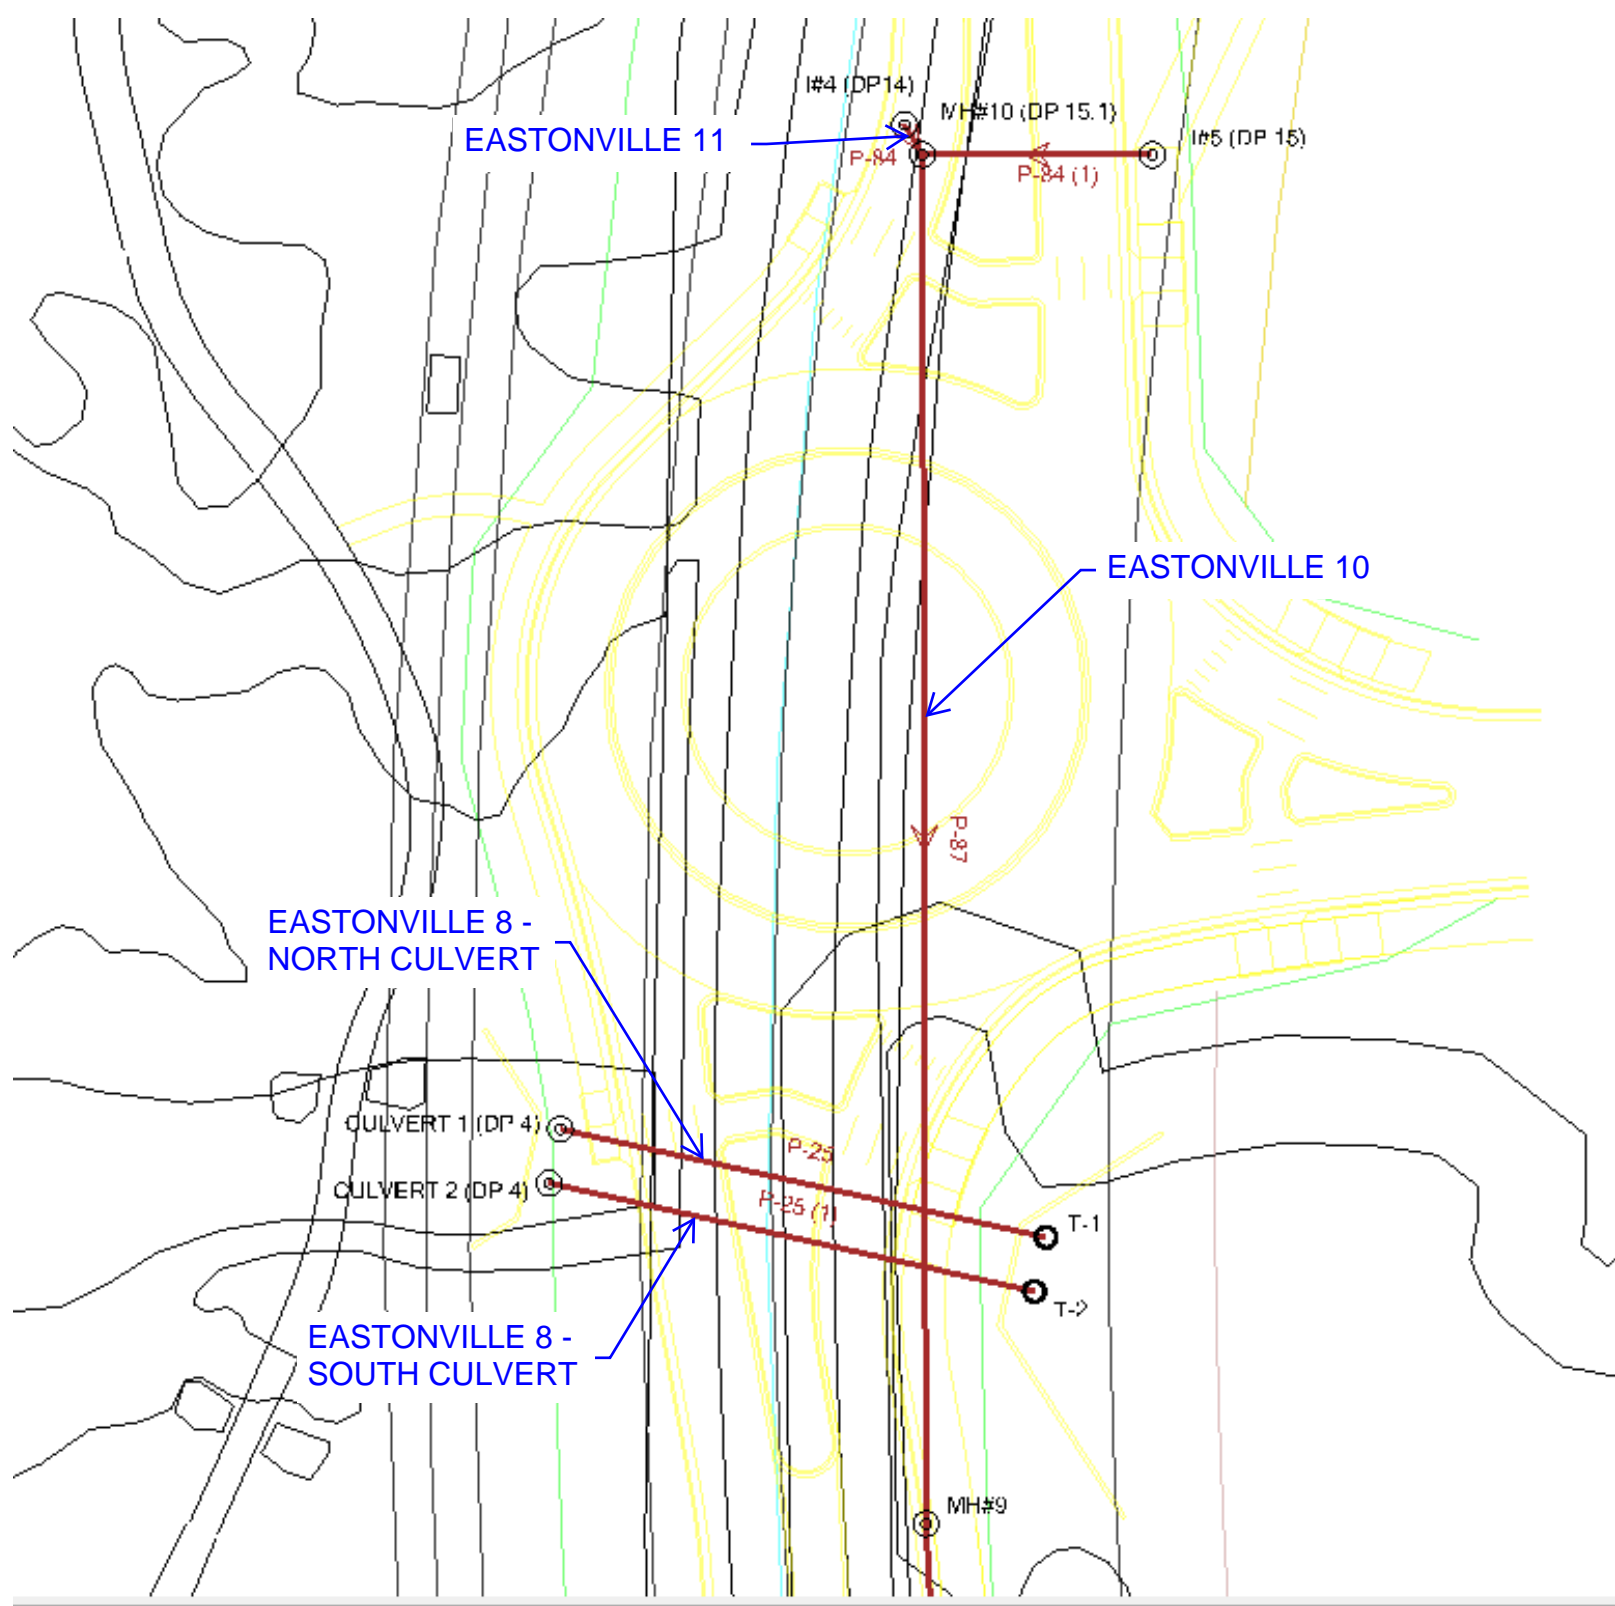 I#4 (DP14)
MH#10 (DP 15.1)
EASTONVILLE 11
I#5 (DP 15)
P-84
P-84 (1)
EASTONVILLE 10
P-87
EASTONVILLE 8 -
NORTH CULVERT
CULVERT 1 (DP 4)
P-25
CULVERT 2 (DP 4)
P-25 (1)
T-1
T-2
EASTONVILLE 8 -
SOUTH CULVERT
MH#9